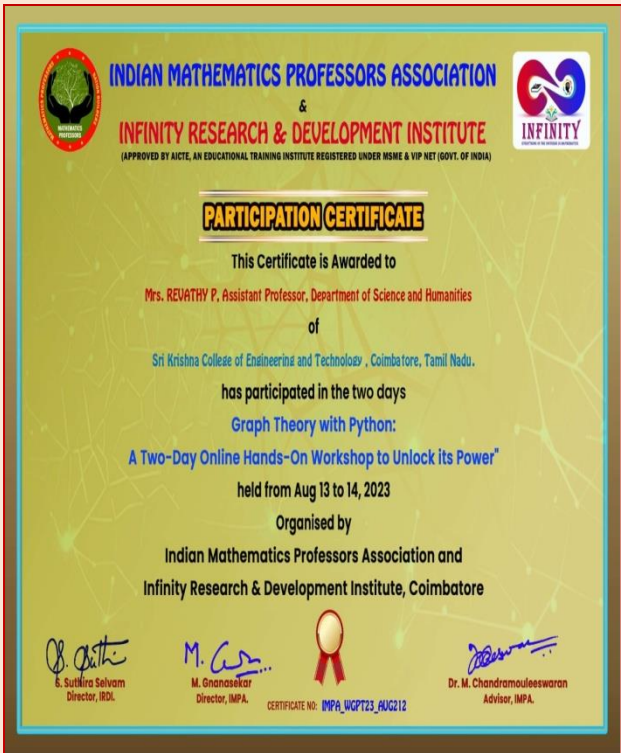 INDIAN MATHEMATICS PROFESSORS ASSOCIATION
&
INFINITY RESEARCH & DEVELOPMENT INSTITUTE
(APPROVED BY AICTE, AN EDUCATIONAL TRAINING INSTITUTE REGISTERED UNDER MSME & VIP NET (GOVT. OF INDIA)
MATHEMATICS
PROFESSORS
INFINITY
PARTICIPATION CERTIFICATE
This Certificate is Awarded to
Mrs. REVATHY P, Assistant Professor, Department of Science and Humanities
of
Sri Krishna College of Engineering and Technology , Coimbatore, Tamil Nadu.
has participated in the two days
Graph Theory with Python:
A Two-Day Online Hands-On Workshop to Unlock its Power"
held from Aug 13 to 14, 2023
Organised by
Indian Mathematics Professors Association and
Infinity Research & Development Institute, Coimbatore
S. Suthira Selvam
Director, IRDI.
M. Gnanasekar
Director, IMPA.
CERTIFICATE NO: IMPA_WGPT23_AUG212
Dr. M. Chandramouleeswaran
Advisor, IMPA.